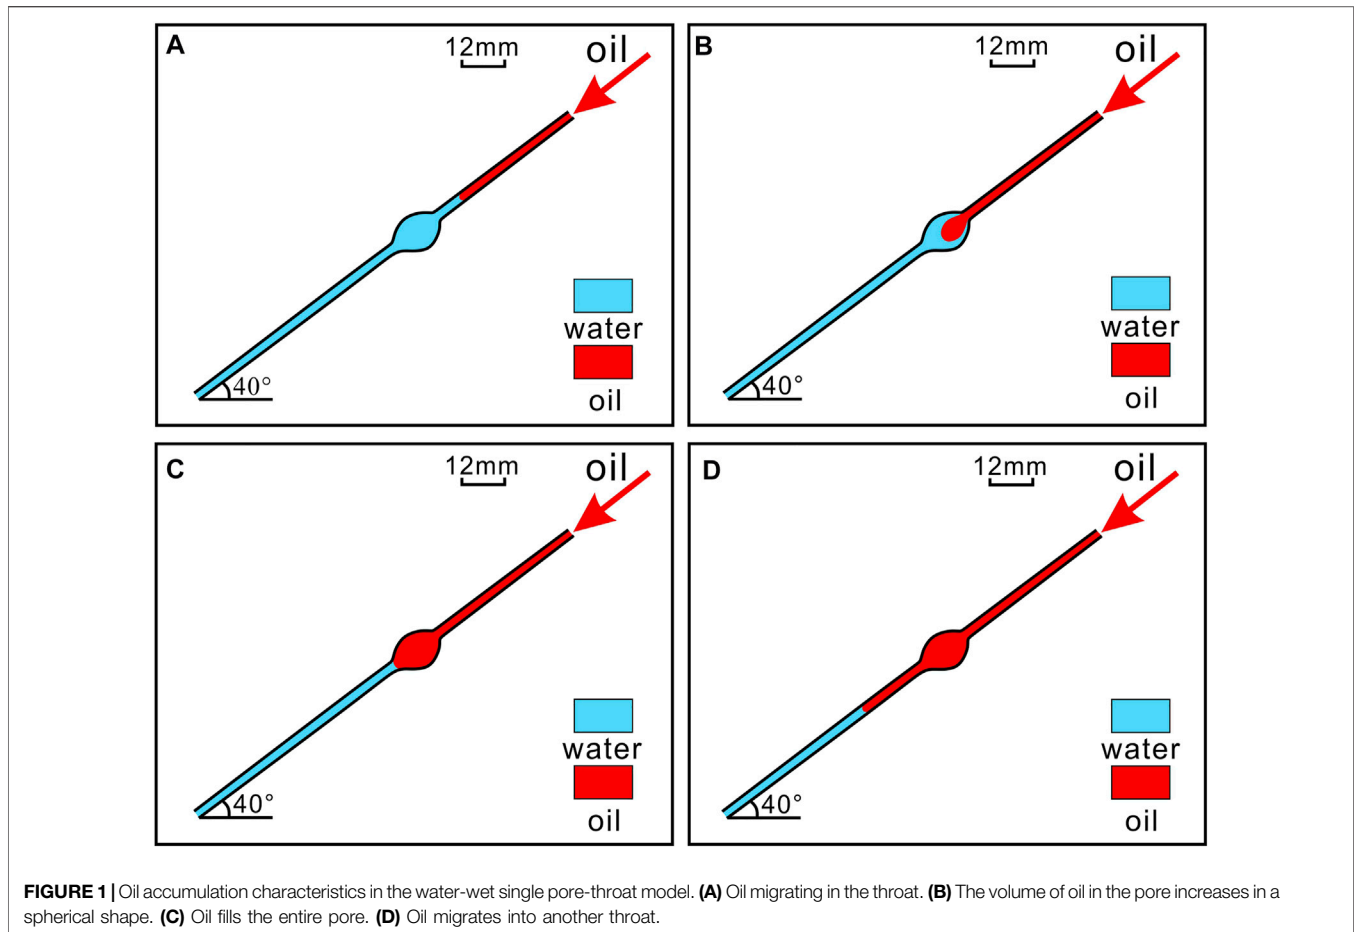 A
12mm
oil
40°
water
oil
B
12mm
oil
40°
water
oil
C
12mm
oil
40°
water
oil
D
12mm
oil
40°
water
oil
FIGURE 1 | Oil accumulation characteristics in the water-wet single pore-throat model. (A) Oil migrating in the throat. (B) The volume of oil in the pore increases in a
spherical shape. (C) Oil fills the entire pore. (D) Oil migrates into another throat.